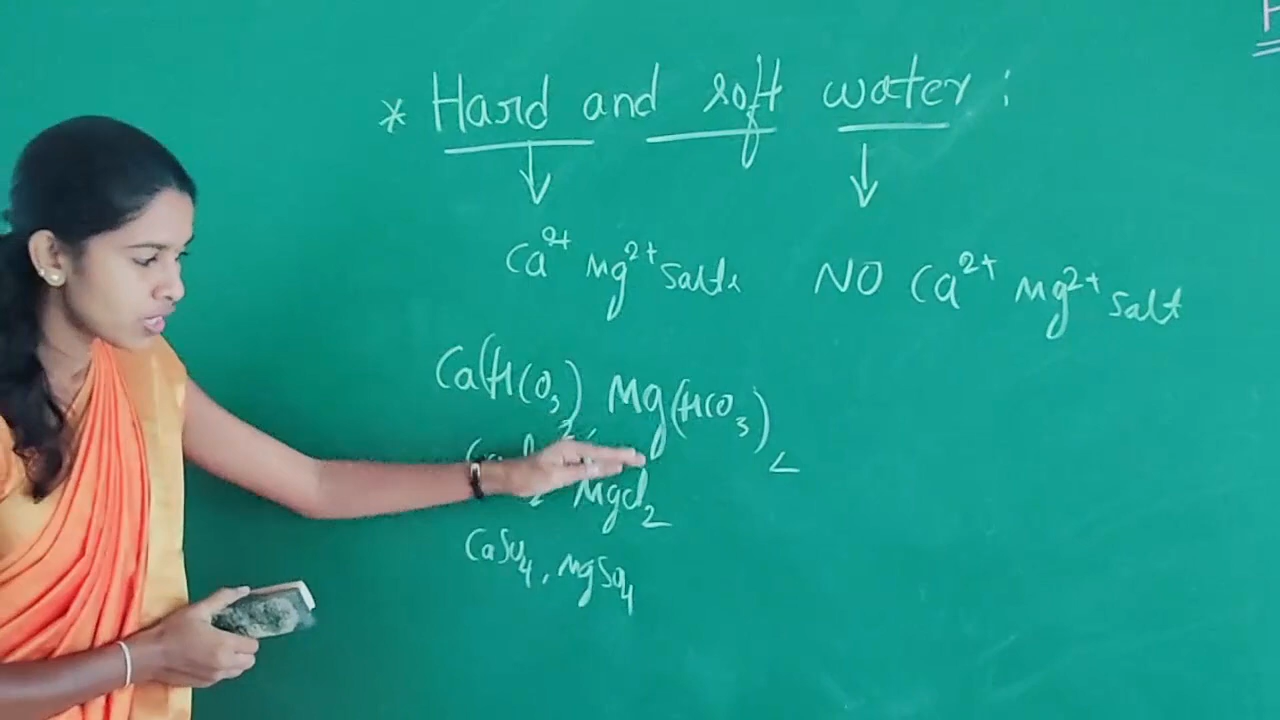 * Hard and soft water :
Ca²⁺ Mg²⁺ salts NO Ca²⁺ Mg²⁺ salt
Ca(HCO₃)₂ Mg(HCO₃)₂
MgCl₂
CaSO₄, MgSO₄